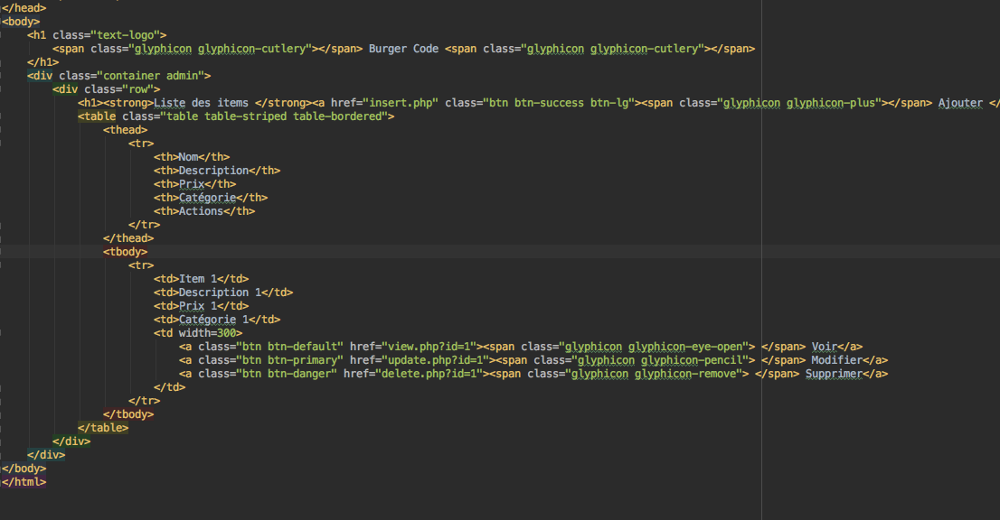 </head>
<body>
    <h1 class="text-logo">
        <span class="glyphicon glyphicon-cutlery"></span> Burger Code <span class="glyphicon glyphicon-cutlery"></span>
    </h1>
    <div class="container admin">
        <div class="row">
            <h1><strong>Liste des items </strong><a href="insert.php" class="btn btn-success btn-lg"><span class="glyphicon glyphicon-plus"></span> Ajouter </
            <table class="table table-striped table-bordered">
                <thead>
                    <tr>
                        <th>Nom</th>
                        <th>Description</th>
                        <th>Prix</th>
                        <th>Catégorie</th>
                        <th>Actions</th>
                    </tr>
                </thead>
                <tbody>
                    <tr>
                        <td>Item 1</td>
                        <td>Description 1</td>
                        <td>Prix 1</td>
                        <td>Catégorie 1</td>
                        <td width=300>
                            <a class="btn btn-default" href="view.php?id=1"><span class="glyphicon glyphicon-eye-open"> </span> Voir</a>
                            <a class="btn btn-primary" href="update.php?id=1"><span class="glyphicon glyphicon-pencil"> </span> Modifier</a>
                            <a class="btn btn-danger" href="delete.php?id=1"><span class="glyphicon glyphicon-remove"> </span> Supprimer</a>
                        </td>
                    </tr>
                </tbody>
            </table>
        </div>
    </div>
</body>
</html>